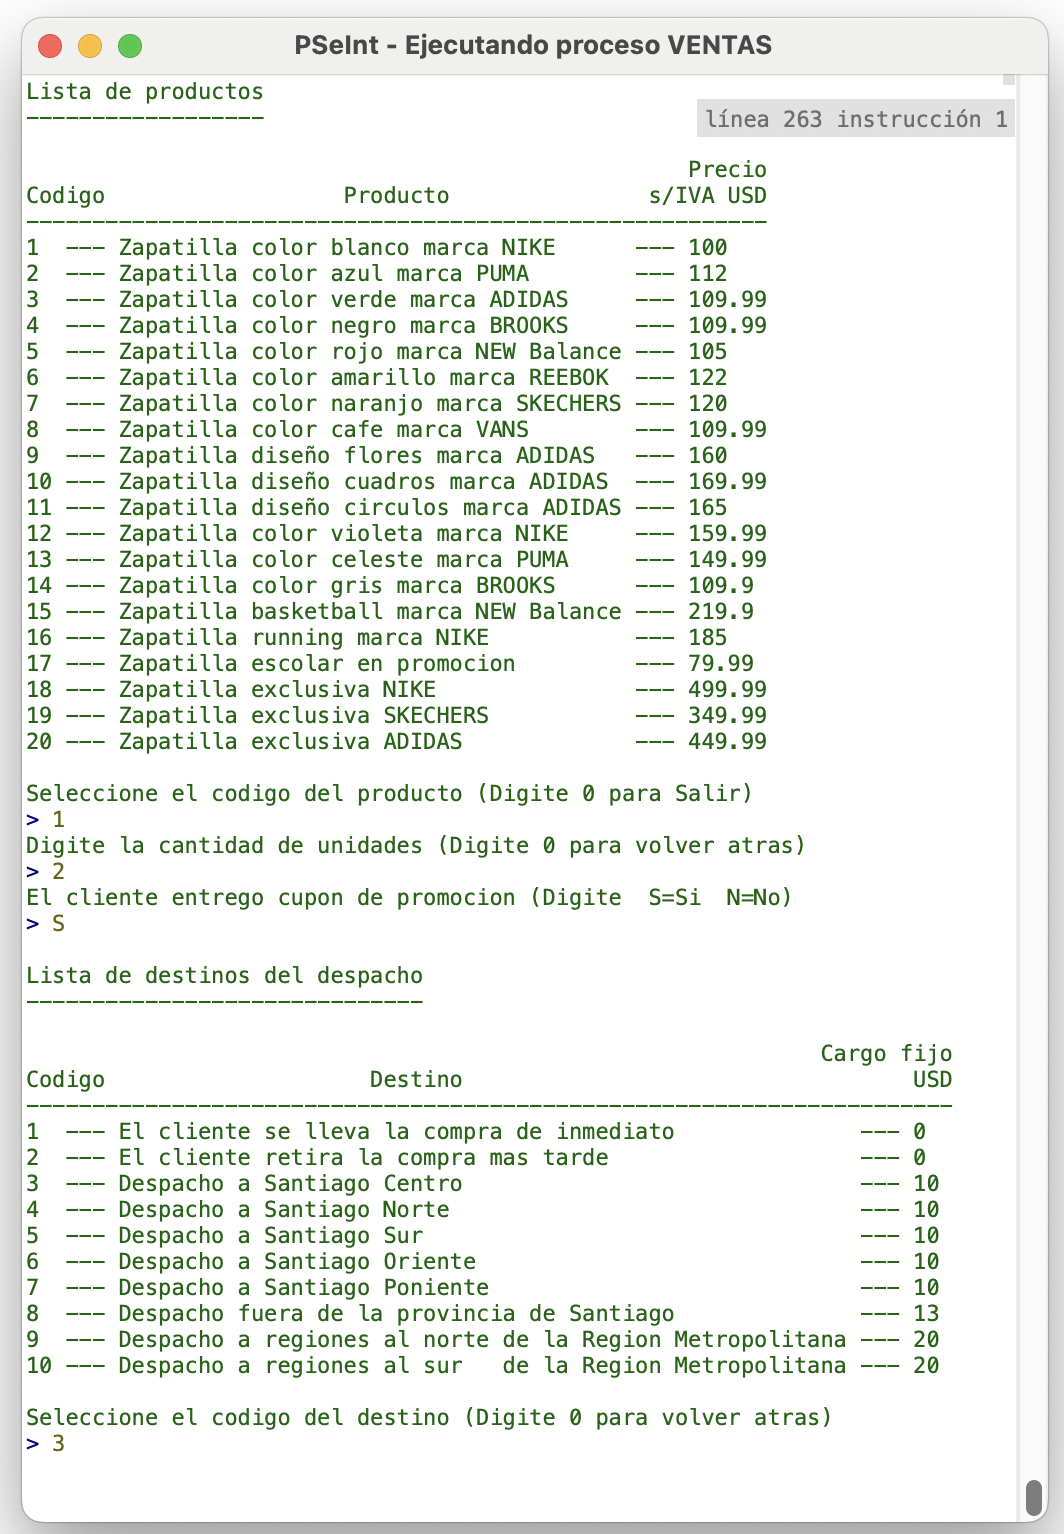 PSeInt - Ejecutando proceso VENTAS
Lista de productos
------------------
línea 263 instrucción 1
                                                  Precio
Codigo                  Producto               s/IVA USD
--------------------------------------------------------
1  --- Zapatilla color blanco marca NIKE      --- 100
2  --- Zapatilla color azul marca PUMA        --- 112
3  --- Zapatilla color verde marca ADIDAS     --- 109.99
4  --- Zapatilla color negro marca BROOKS     --- 109.99
5  --- Zapatilla color rojo marca NEW Balance --- 105
6  --- Zapatilla color amarillo marca REEBOK  --- 122
7  --- Zapatilla color naranjo marca SKECHERS --- 120
8  --- Zapatilla color cafe marca VANS        --- 109.99
9  --- Zapatilla diseño flores marca ADIDAS   --- 160
10 --- Zapatilla diseño cuadros marca ADIDAS  --- 169.99
11 --- Zapatilla diseño circulos marca ADIDAS --- 165
12 --- Zapatilla color violeta marca NIKE     --- 159.99
13 --- Zapatilla color celeste marca PUMA     --- 149.99
14 --- Zapatilla color gris marca BROOKS      --- 109.9
15 --- Zapatilla basketball marca NEW Balance --- 219.9
16 --- Zapatilla running marca NIKE           --- 185
17 --- Zapatilla escolar en promocion         --- 79.99
18 --- Zapatilla exclusiva NIKE               --- 499.99
19 --- Zapatilla exclusiva SKECHERS           --- 349.99
20 --- Zapatilla exclusiva ADIDAS             --- 449.99
Seleccione el codigo del producto (Digite 0 para Salir)
> 1
Digite la cantidad de unidades (Digite 0 para volver atras)
> 2
El cliente entrego cupon de promocion (Digite  S=Si  N=No)
> S
Lista de destinos del despacho
------------------------------
                                                            Cargo fijo
Codigo                    Destino                                  USD
----------------------------------------------------------------------
1  --- El cliente se lleva la compra de inmediato              --- 0
2  --- El cliente retira la compra mas tarde                   --- 0
3  --- Despacho a Santiago Centro                              --- 10
4  --- Despacho a Santiago Norte                               --- 10
5  --- Despacho a Santiago Sur                                 --- 10
6  --- Despacho a Santiago Oriente                             --- 10
7  --- Despacho a Santiago Poniente                            --- 10
8  --- Despacho fuera de la provincia de Santiago              --- 13
9  --- Despacho a regiones al norte de la Region Metropolitana --- 20
10 --- Despacho a regiones al sur   de la Region Metropolitana --- 20
Seleccione el codigo del destino (Digite 0 para volver atras)
> 3